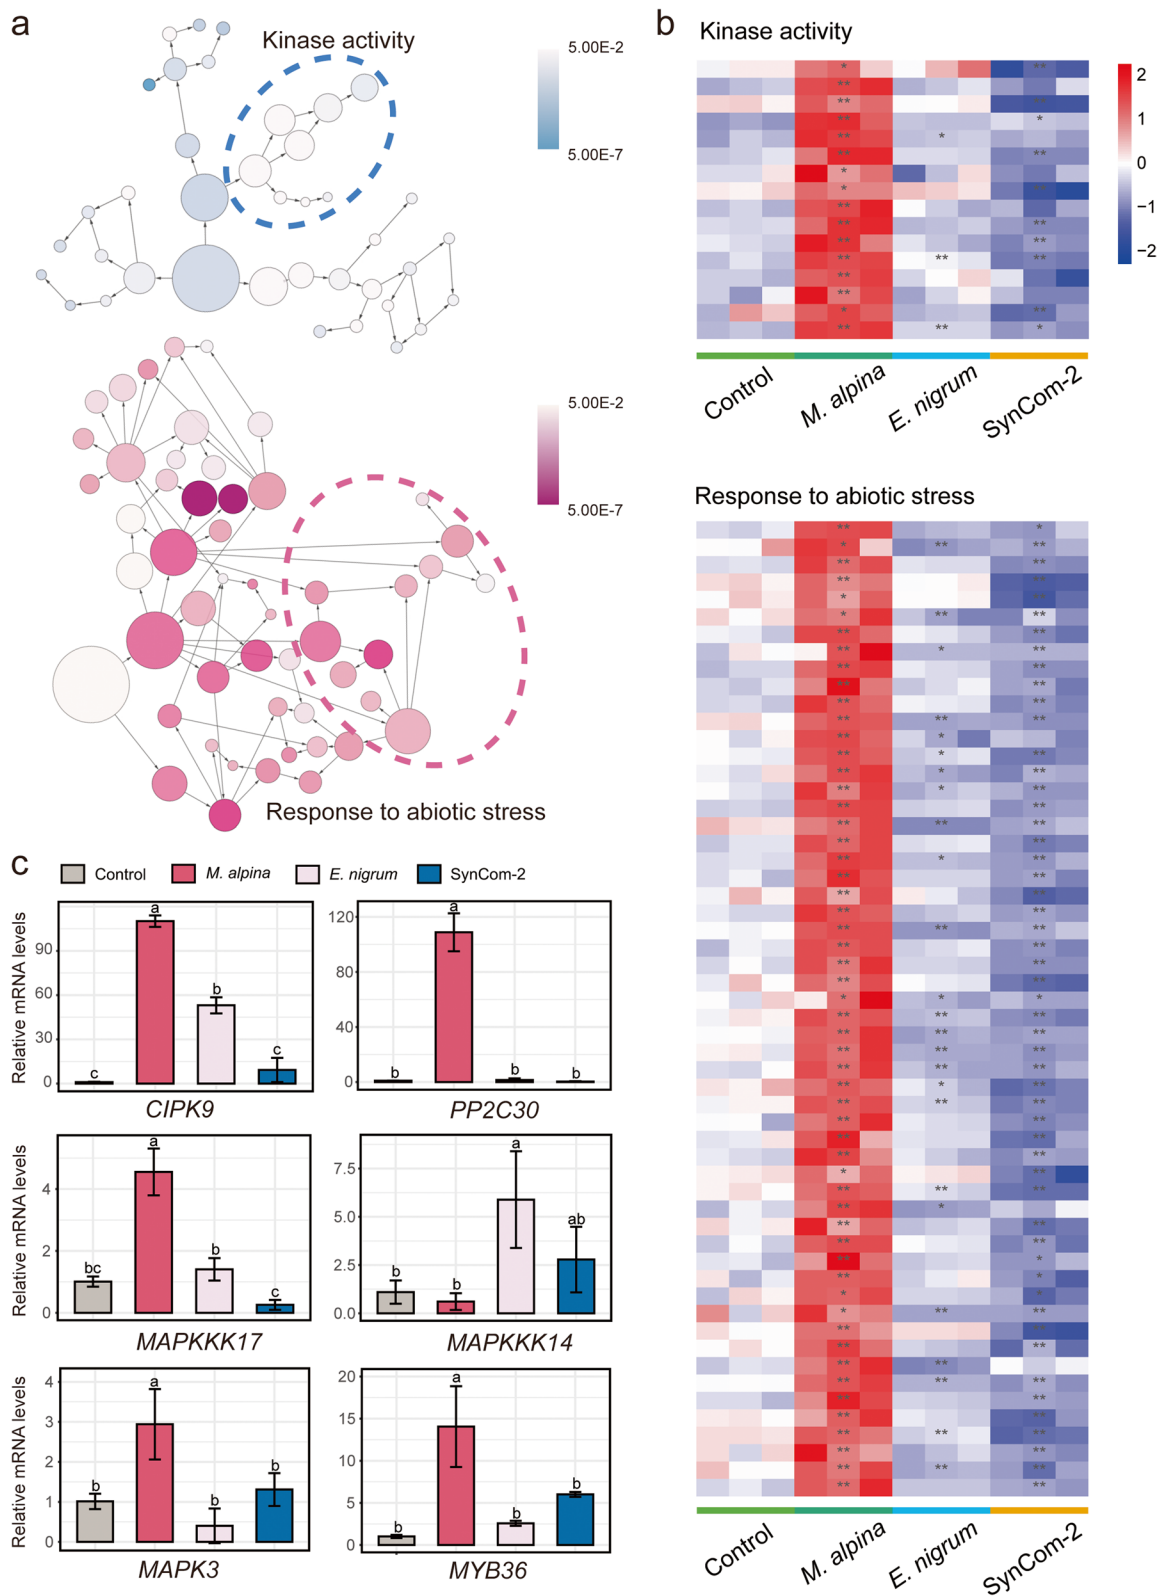 a
Kinase activity
5.00E-2
5.00E-7
5.00E-2
5.00E-7
Response to abiotic stress
b
Kinase activity
2
1
0
−1
−2
Control
M. alpina
E. nigrum
SynCom-2
Response to abiotic stress
Control
M. alpina
E. nigrum
SynCom-2
c
Control
M. alpina
E. nigrum
SynCom-2
Relative mRNA levels
90
60
30
0
c
a
b
c
CIPK9
120
80
40
0
b
a
b
b
PP2C30
Relative mRNA levels
4
2
0
bc
a
b
c
MAPKKK17
7.5
5.0
2.5
0.0
b
b
a
ab
MAPKKK14
Relative mRNA levels
4
3
2
1
0
b
a
b
b
MAPK3
20
15
10
5
0
b
a
b
b
MYB36